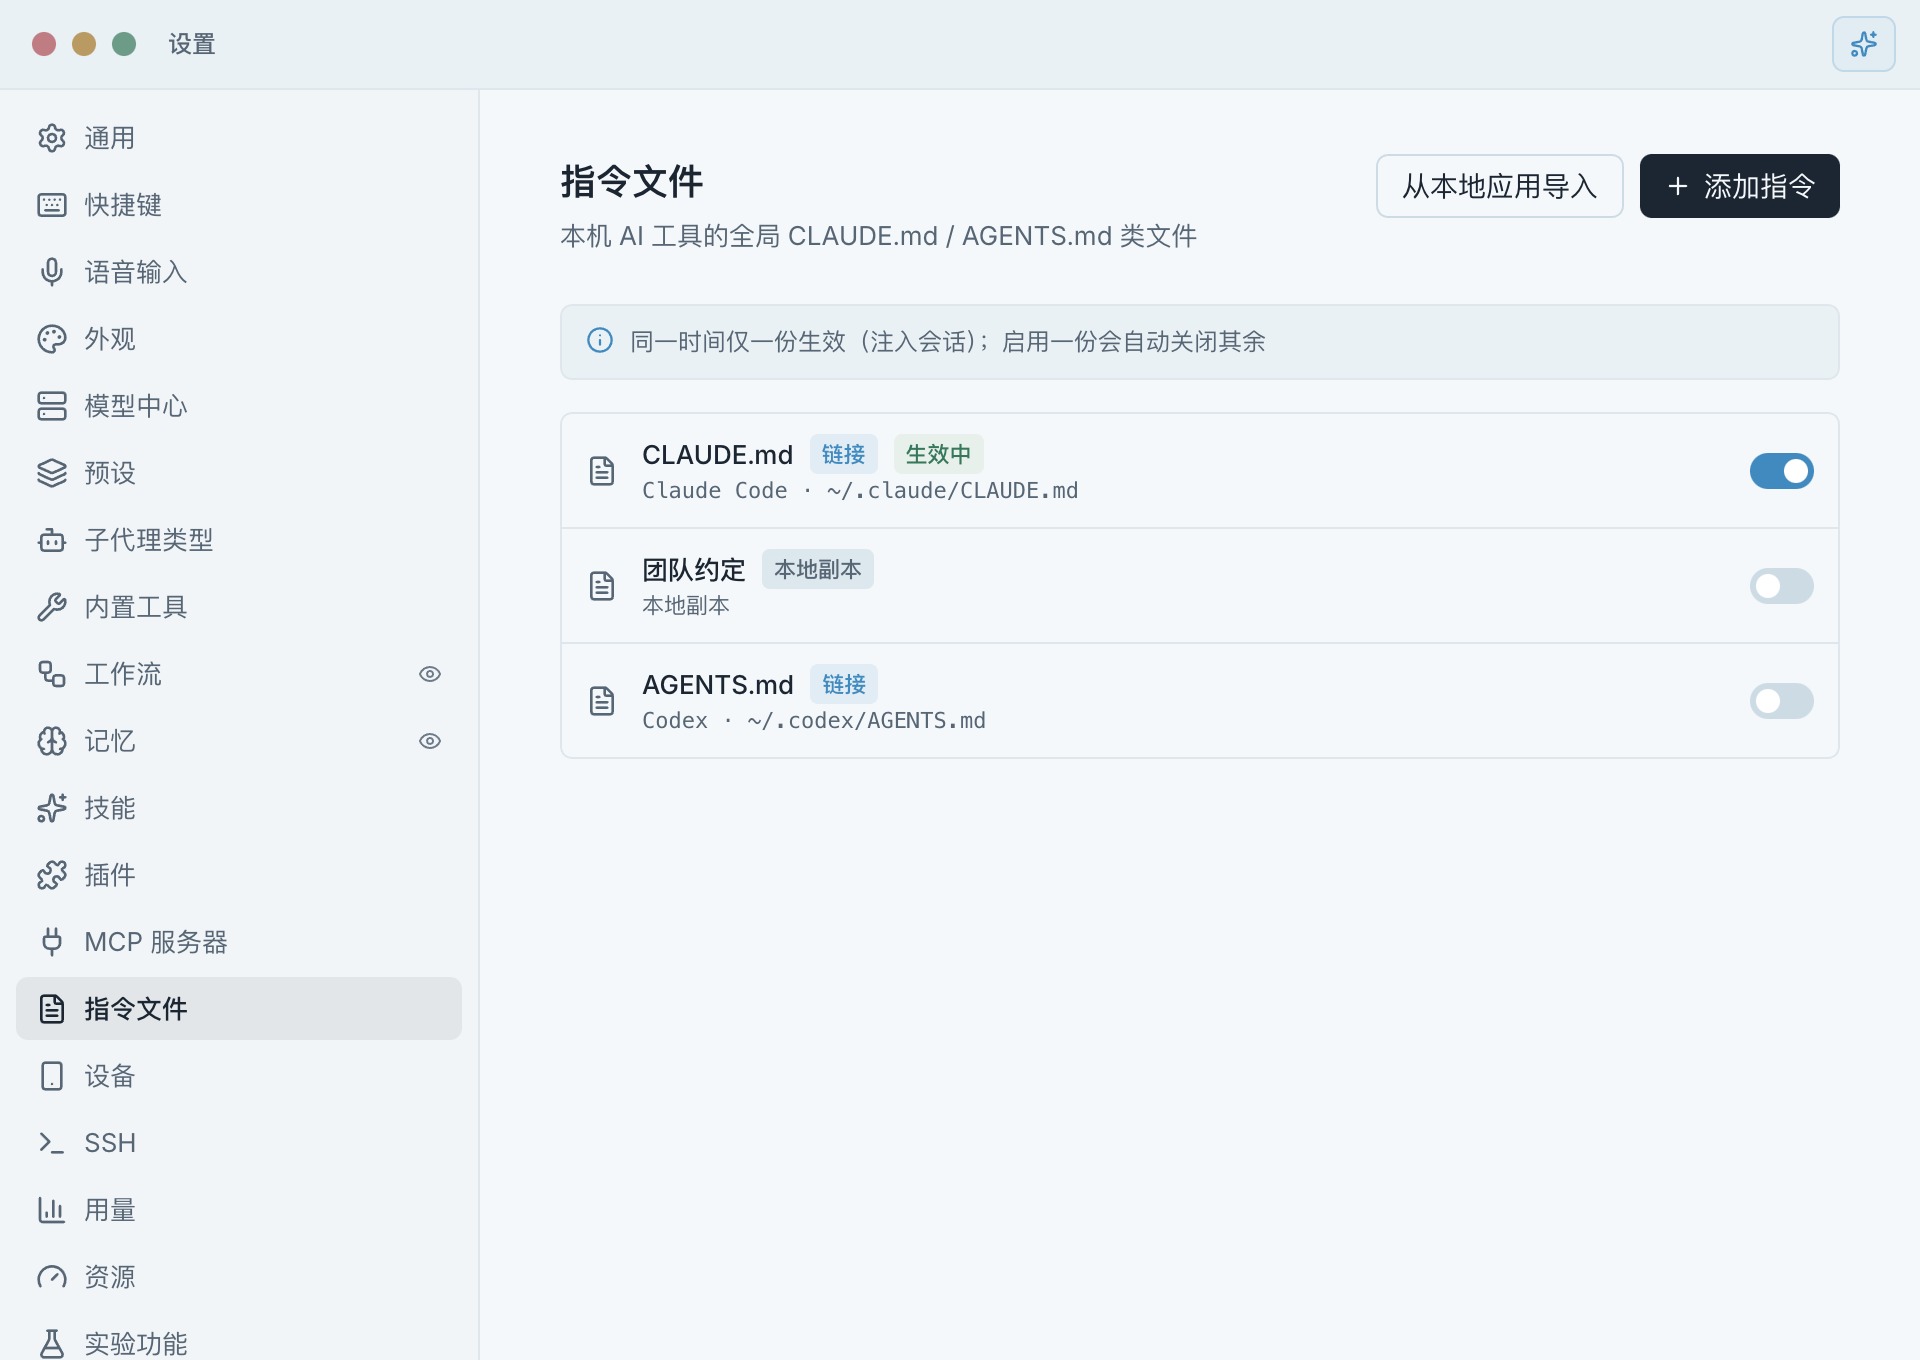 设置
通用
快捷键
语音输入
外观
模型中心
预设
子代理类型
内置工具
工作流
记忆
技能
插件
MCP 服务器
指令文件
设备
SSH
用量
资源
实验功能
指令文件
本机 AI 工具的全局 CLAUDE.md / AGENTS.md 类文件
从本地应用导入
添加指令
同一时间仅一份生效（注入会话）；启用一份会自动关闭其余
CLAUDE.md 链接 生效中
Claude Code · ~/.claude/CLAUDE.md
团队约定 本地副本
本地副本
AGENTS.md 链接
Codex · ~/.codex/AGENTS.md